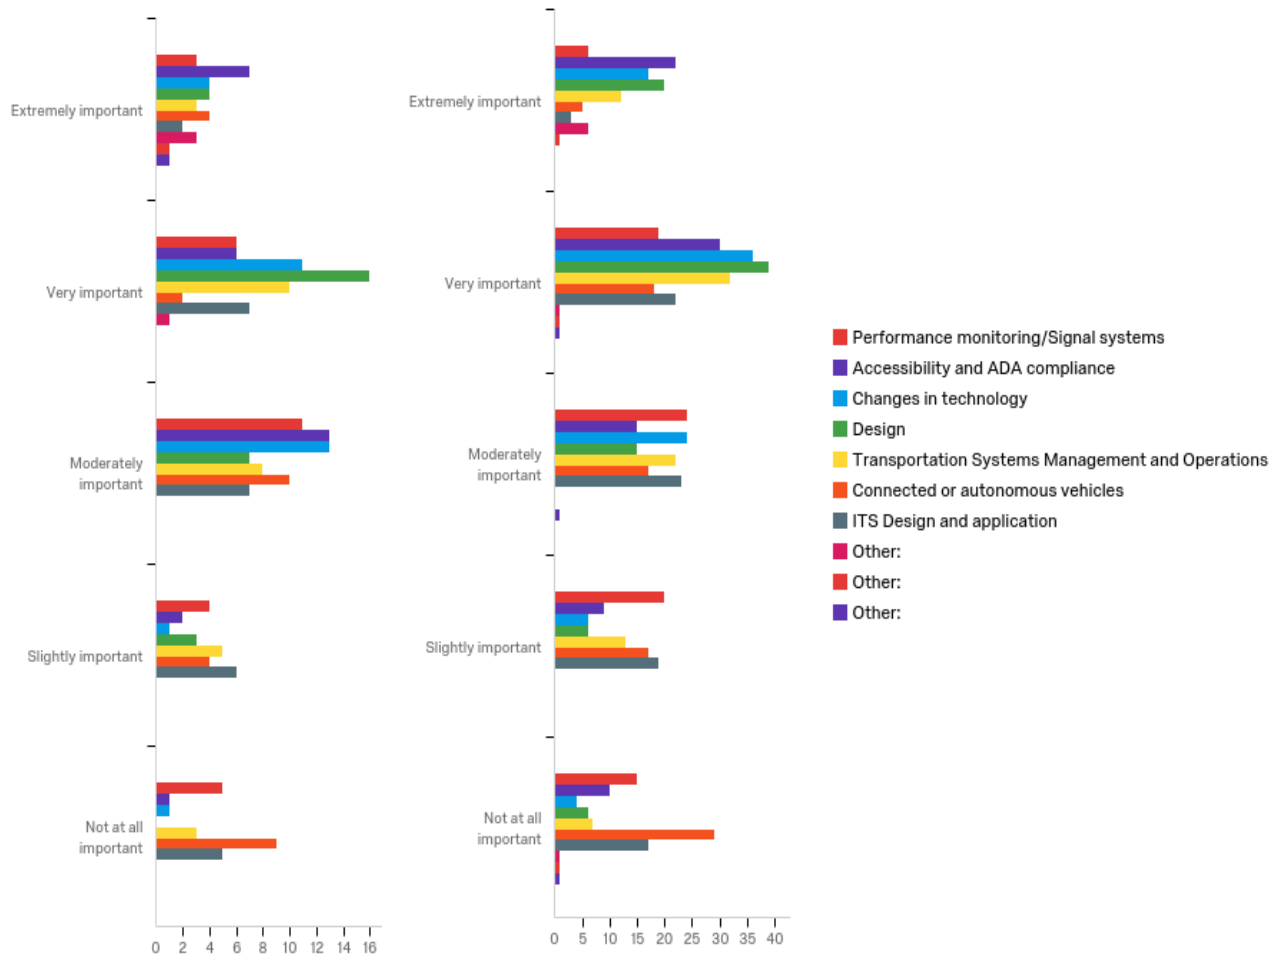 Extremely important
Very important
Moderately
important
Slightly important
Not at all
important
0 2 4 6 8 10 12 14 16
Extremely important
Very important
Moderately
important
Slightly important
Not at all
important
0 5 10 15 20 25 30 35 40
Performance monitoring/Signal systems
Accessibility and ADA compliance
Changes in technology
Design
Transportation Systems Management and Operations
Connected or autonomous vehicles
ITS Design and application
Other:
Other:
Other: